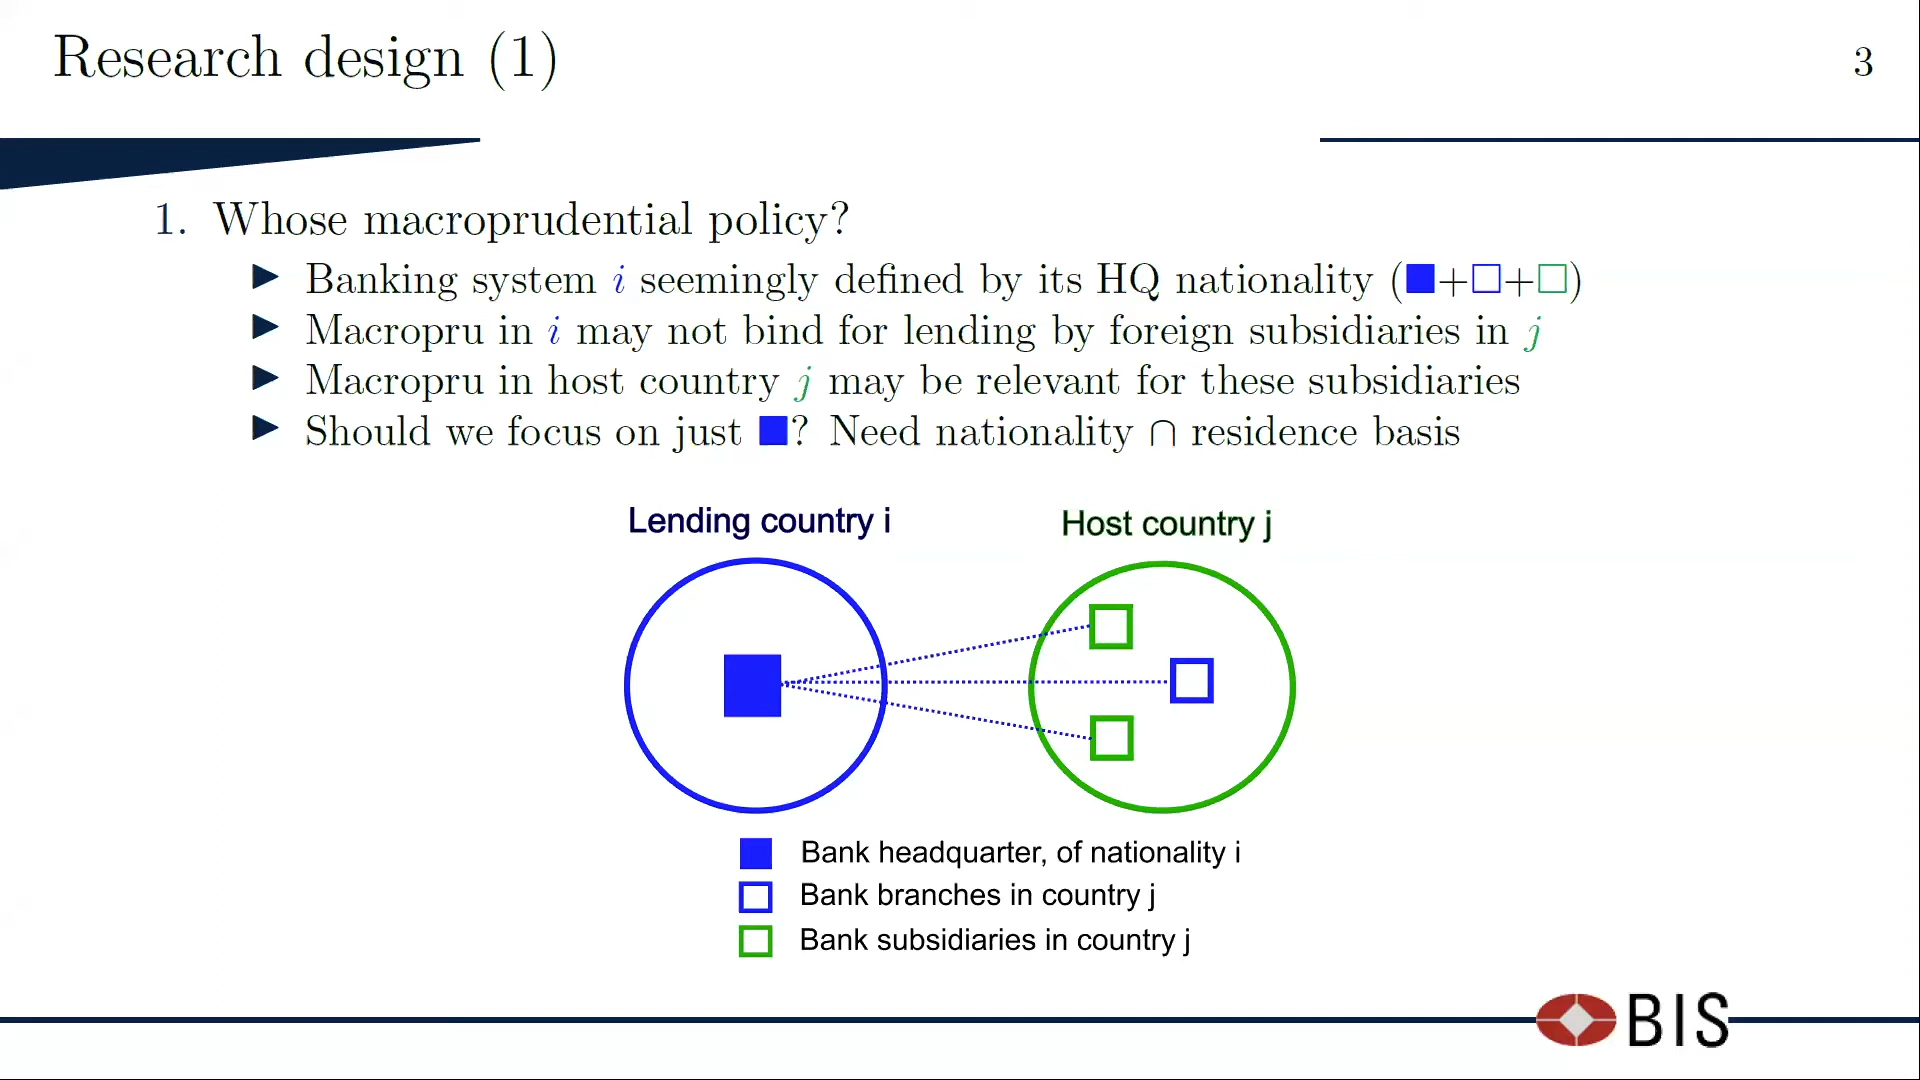 Research design (1)
3
1. Whose macroprudential policy?
▶ Banking system i seemingly defined by its HQ nationality (■+□+□)
▶ Macropru in i may not bind for lending by foreign subsidiaries in j
▶ Macropru in host country j may be relevant for these subsidiaries
▶ Should we focus on just ■? Need nationality ∩ residence basis
Lending country i
Host country j
Bank headquarter, of nationality i
Bank branches in country j
Bank subsidiaries in country j
BIS